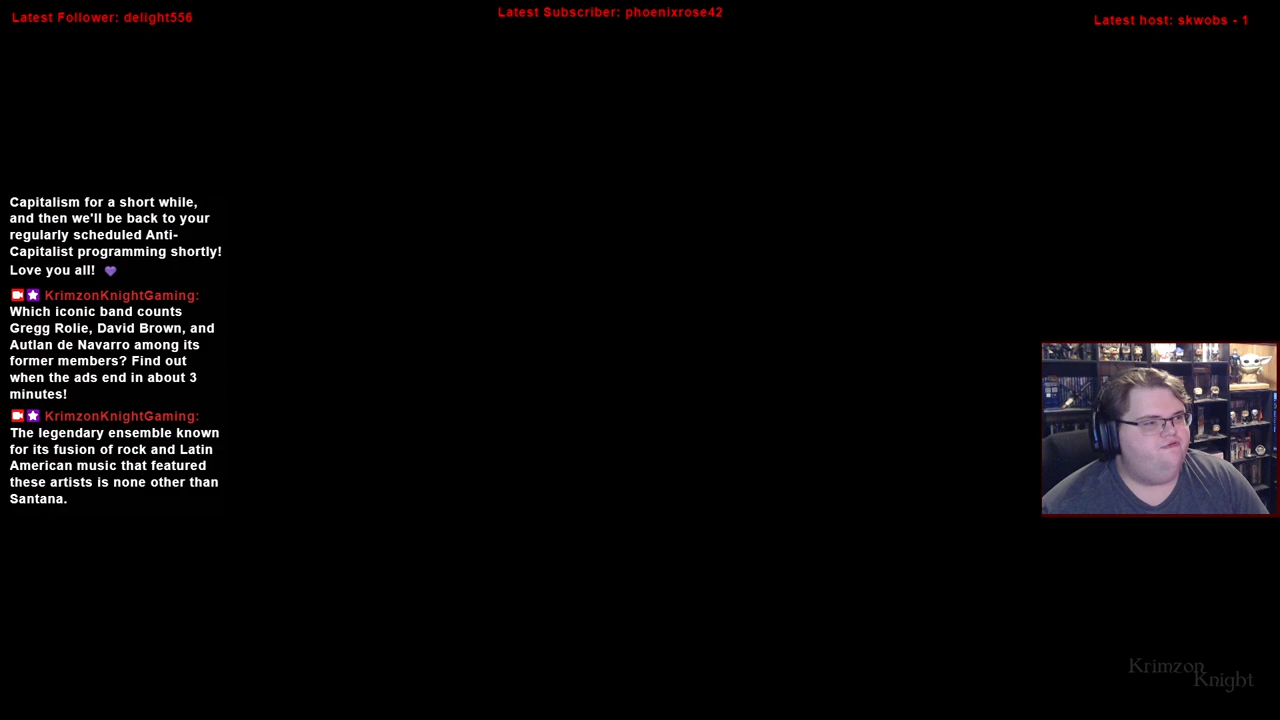 Latest Follower: delight556
Latest Subscriber: phoenixrose42
Latest host: skwobs - 1
Capitalism for a short while,
and then we'll be back to your
regularly scheduled Anti-
Capitalist programming shortly!
Love you all!
KrimzonKnightGaming:
Which iconic band counts
Gregg Rolie, David Brown, and
Autlan de Navarro among its
former members? Find out
when the ads end in about 3
minutes!
KrimzonKnightGaming:
The legendary ensemble known
for its fusion of rock and Latin
American music that featured
these artists is none other than
Santana.
Krimzon
Knight